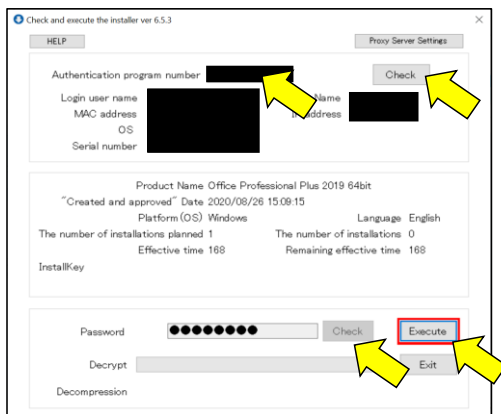 Check and execute the installer ver 6.5.3
HELP Proxy Server Settings
Authentication program number Check
Login user name Name
MAC address address
OS
Serial number
Product Name Office Professional Plus 2019 64bit
"Created and approved" Date 2020/08/26 15:09:15
Platform(OS) Windows Language English
The number of installations planned 1 The number of installations 0
Effective time 168 Remaining effective time 168
InstallKey
Password ●●●●●●●● Check Execute
Decrypt Exit
Decompression